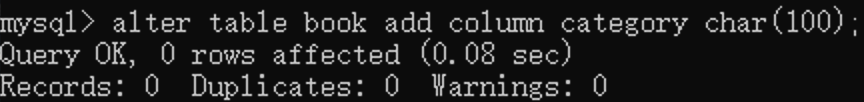 mysql> alter table book add column category char(100);
Query OK, 0 rows affected (0.08 sec)
Records: 0  Duplicates: 0  Warnings: 0